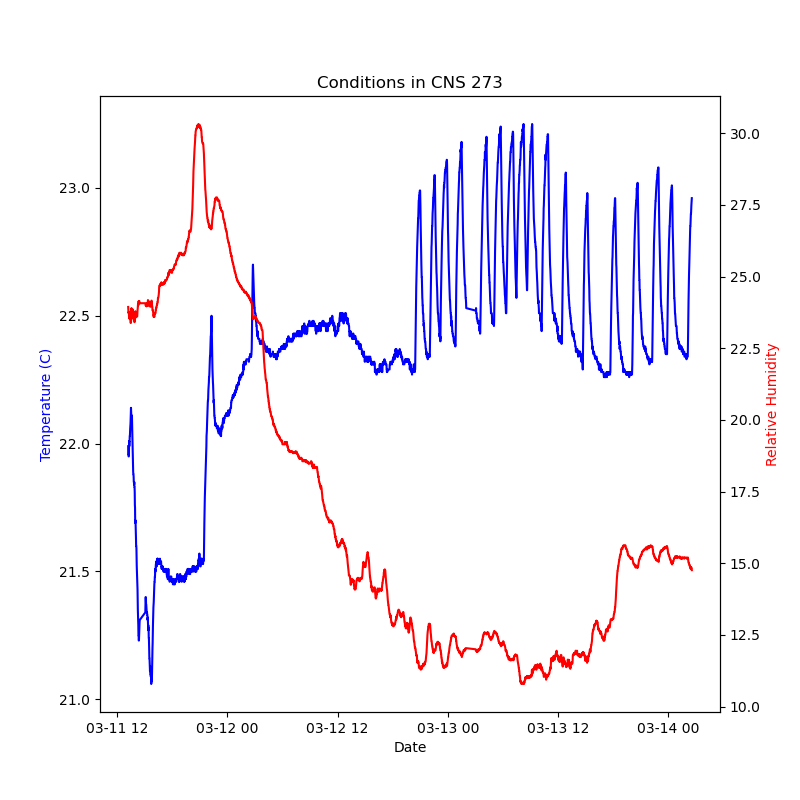 Conditions in CNS 273
23.0
22.5
22.0
21.5
21.0
Temperature (C)
30.0
27.5
25.0
22.5
20.0
17.5
15.0
12.5
10.0
Relative Humidity
03-11 12 03-12 00 03-12 12 03-13 00 03-13 12 03-14 00
Date